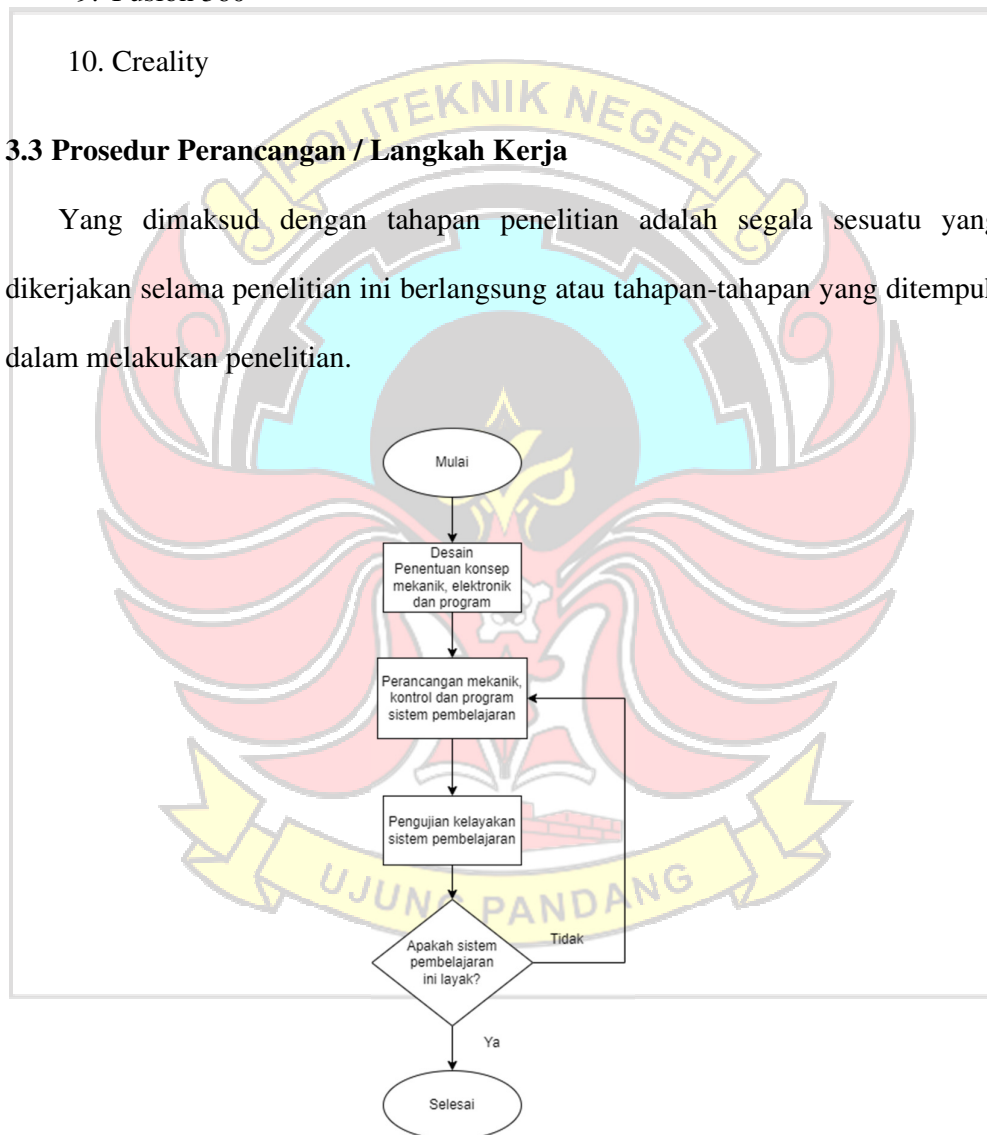 9. Fusion 360
10. Creality
3.3 Prosedur Perancangan / Langkah Kerja
Yang dimaksud dengan tahapan penelitian adalah segala sesuatu yang
dikerjakan selama penelitian ini berlangsung atau tahapan-tahapan yang ditempuh
dalam melakukan penelitian.
POLITEKNIK NEGERI
Mulai
Desain
Penentuan konsep
mekanik, elektronik
dan program
Perancangan mekanik,
kontrol dan program
sistem pembelajaran
Pengujian kelayakan
sistem pembelajaran
UJUNG PANDANG
Apakah sistem
pembelajaran
ini layak?
Tidak
Ya
Selesai